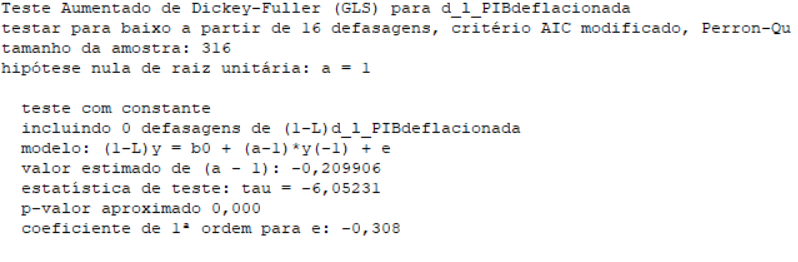 Teste Aumentado de Dickey-Fuller (GLS) para d_l_PIBdeflacionada
testar para baixo a partir de 16 defasagens, critério AIC modificado, Perron-Qu
tamanho da amostra: 316
hipótese nula de raiz unitária: a = 1
teste com constante
incluindo 0 defasagens de (1-L)d_l_PIBdeflacionada
modelo: (1-L)y = b0 + (a-1)*y(-1) + e
valor estimado de (a - 1): -0,209906
estatística de teste: tau = -6,05231
p-valor aproximado 0,000
coeficiente de 1ª ordem para e: -0,308